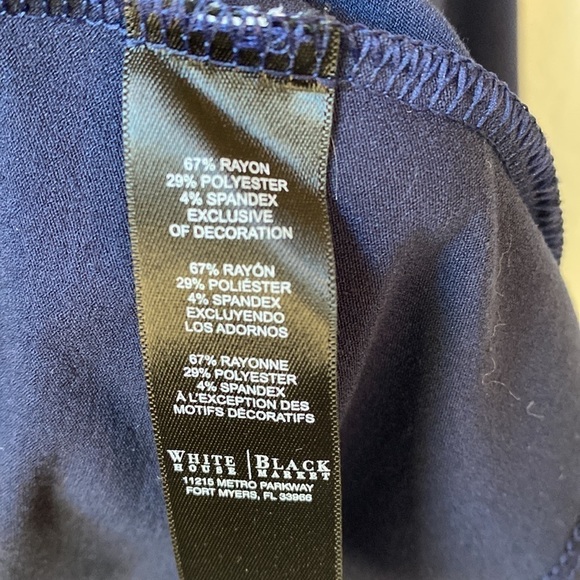 67% RAYON
29% POLYESTER
4% SPANDEX
EXCLUSIVE
OF DECORATION
67% RAYÓN
29% POLIÉSTER
4% SPANDEX
EXCLUYENDO
LOS ADORNOS
67% RAYONNE
29% POLYESTER
4% SPANDEX
À L'EXCEPTION DES
MOTIFS DÉCORATIFS
WHITE | BLACK
HOUSE | MARKET
11215 METRO PARKWAY
FORT MYERS, FL 33966